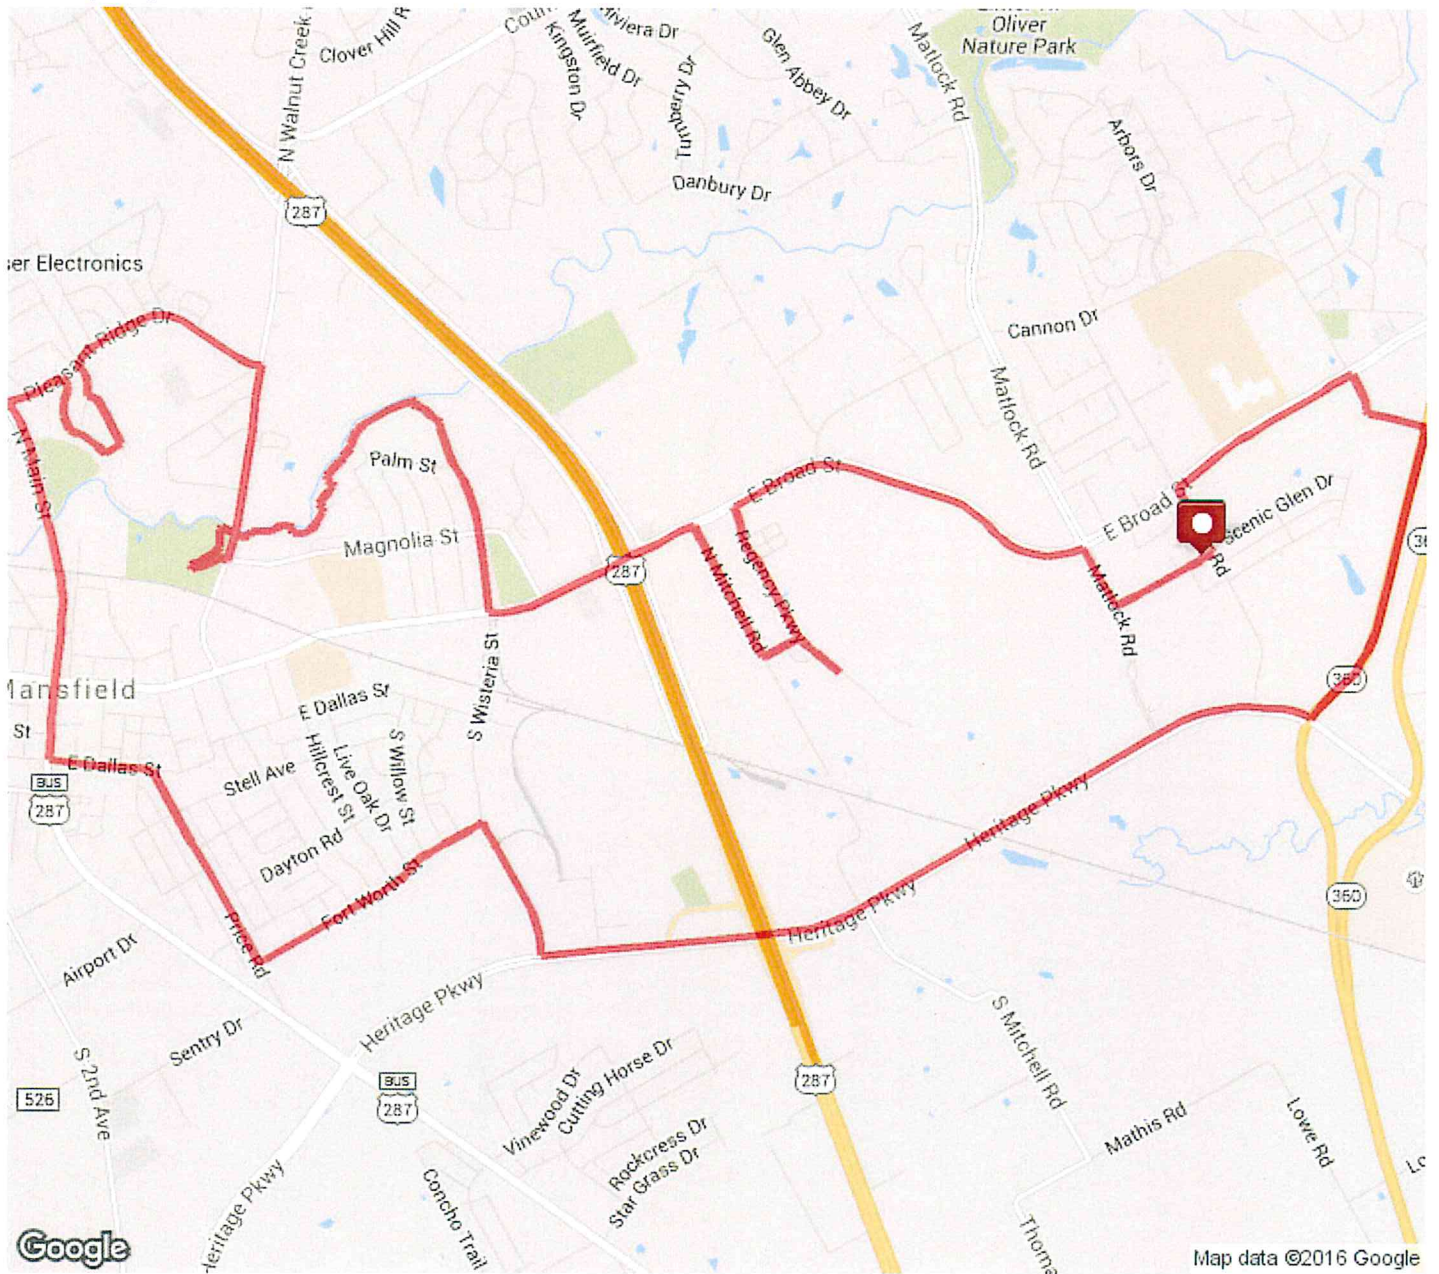 Oliver
Nature Park
Riviera Dr
Muirfield Dr
Kingston Dr
Clover Hill R
N Walnut Creek
Turnberry Dr
Glen Abbey Dr
Matlock Rd
Arbors Dr
Danbury Dr
287
ser Electronics
Cannon Dr
Pleasant Ridge Dr
Matlock Rd
N Main St
Palm St
E Broad St
E Broad St
Scenic Glen Dr
Rd
Magnolia St
287
N Mitchell Rd
Regency Pkwy
Matlock Rd
36
360
Mansfield
St
E Dallas St
S Wisteria St
E Dallas St
BUS
287
Stell Ave
Hillcrest St
Live Oak Dr
S Willow St
Dayton Rd
Heritage Pkwy
Fort Worth St
Price Rd
Heritage Pkwy
360
Airport Dr
Heritage Pkwy
Sentry Dr
S 2nd Ave
526
BUS
287
287
S Mitchell Rd
Vinewood Dr
Cutting Horse Dr
Rockcress Dr
Star Grass Dr
Mathis Rd
Lowe Rd
Lo
Heritage Pkwy
Concho Trail
Thoma
Google
Map data ©2016 Google